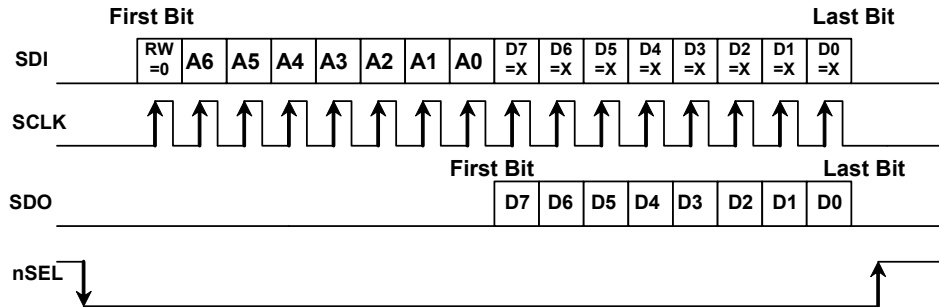 First Bit Last Bit
SDI RW =0 A6 A5 A4 A3 A2 A1 A0 D7 =X D6 =X D5 =X D4 =X D3 =X D2 =X D1 =X D0 =X
SCLK
First Bit Last Bit
SDO D7 D6 D5 D4 D3 D2 D1 D0
nSEL